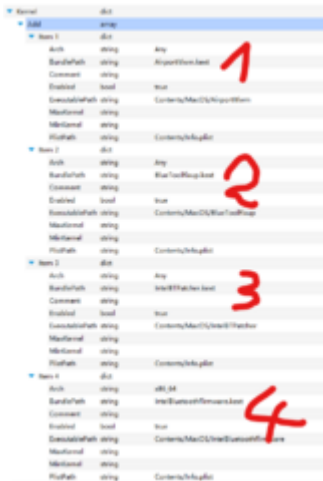 Kernel dict
Add array
Item 1 dict
Arch string Any
BundlePath string AirportItlwm.kext
Comment string
Enabled bool true
ExecutablePath string Contents/MacOS/AirportItlwm
MaxKernel string
MinKernel string
PlistPath string Contents/Info.plist
1
Item 2 dict
Arch string Any
BundlePath string BlueToolFixup.kext
Comment string
Enabled bool true
ExecutablePath string Contents/MacOS/BlueToolFixup
MaxKernel string
MinKernel string
PlistPath string Contents/Info.plist
2
Item 3 dict
Arch string Any
BundlePath string IntelBTPatcher.kext
Comment string
Enabled bool true
ExecutablePath string Contents/MacOS/IntelBTPatcher
MaxKernel string
MinKernel string
PlistPath string Contents/Info.plist
3
Item 4 dict
Arch string x86_64
BundlePath string IntelBluetoothFirmware.kext
Comment string
Enabled bool true
ExecutablePath string Contents/MacOS/IntelBluetoothFirmware
MaxKernel string
MinKernel string
PlistPath string Contents/Info.plist
4